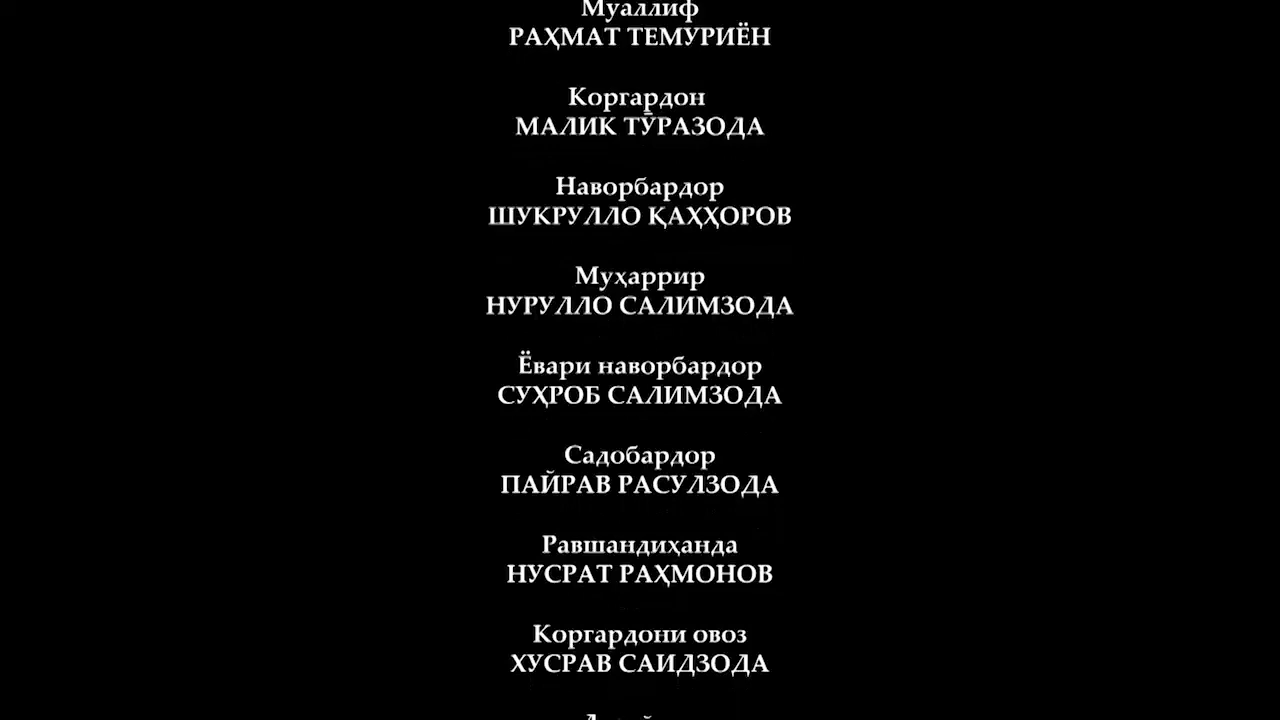 Муаллиф
РАҲМАТ ТЕМУРИЁН
Коргардон
МАЛИК ТӮРАЗОДА
Наворбардор
ШУКРУЛЛО ҚАҲҲОРОВ
Муҳаррир
НУРУЛЛО САЛИМЗОДА
Ёвари наворбардор
СУҲРОБ САЛИМЗОДА
Садобардор
ПАЙРАВ РАСУЛЗОДА
Равшандиҳанда
НУСРАТ РАҲМОНОВ
Коргардони овоз
ХУСРАВ САИДЗОДА